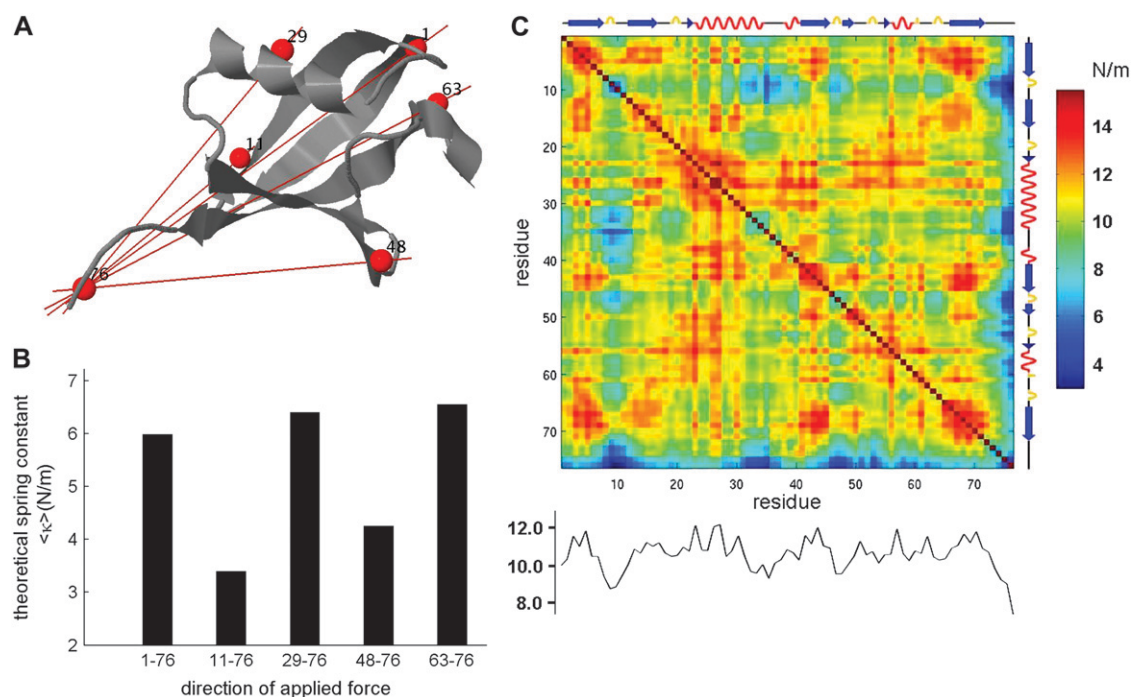 A
29
1
63
11
48
76
B
theoretical spring constant
<κ>(N/m)
7
6
5
4
3
2
1-76 11-76 29-76 48-76 63-76
direction of applied force
C
N/m
residue
10
20
30
40
50
60
70
10 20 30 40 50 60 70
residue
14
12
10
8
6
4
12.0
10.0
8.0